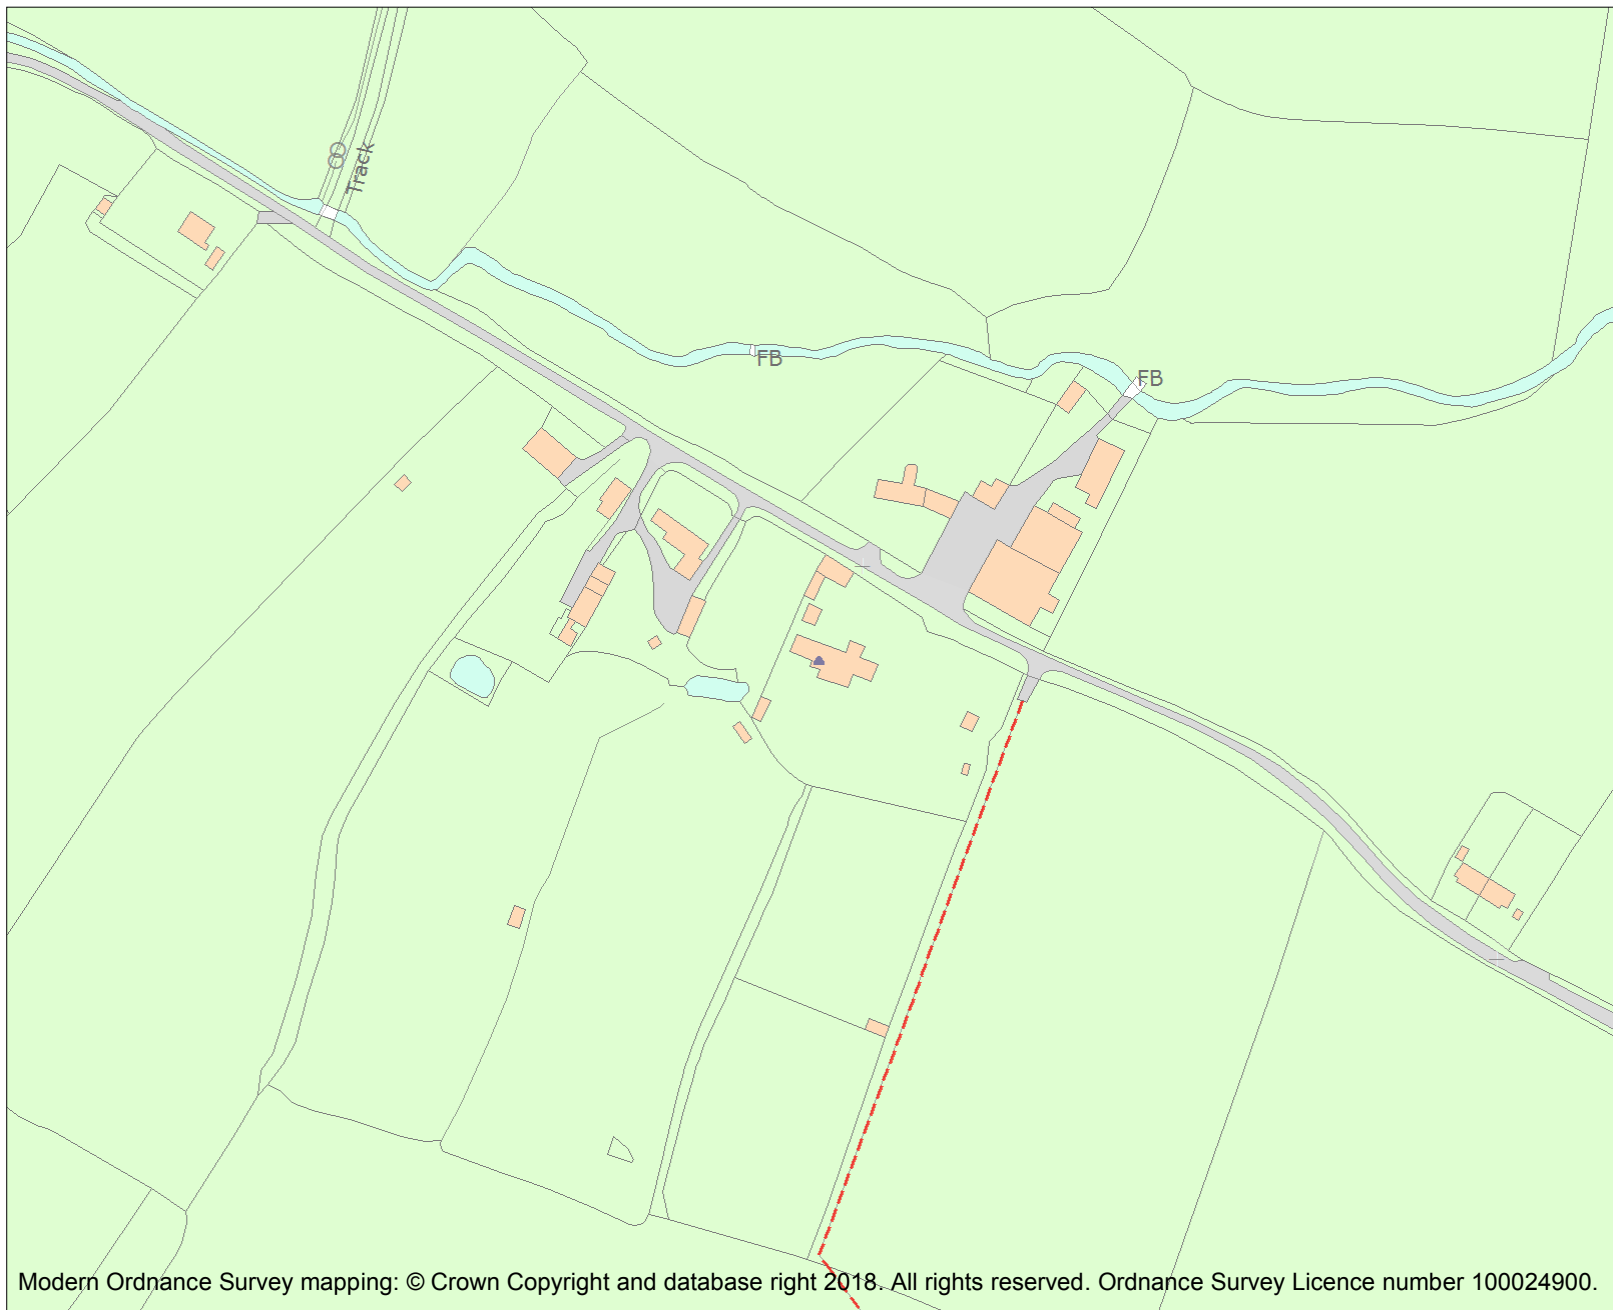 Track
FB
FB
Modern Ordnance Survey mapping: © Crown Copyright and database right 2018. All rights reserved. Ordnance Survey Licence number 100024900.